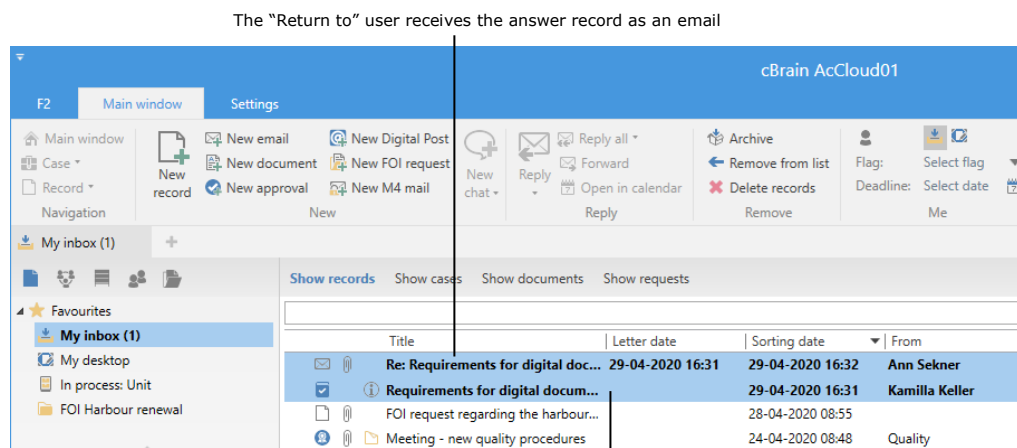 The “Return to” user receives the answer record as an email
cBrain AcCloud01
F2 Main window Settings
Main window New email New Digital Post Reply all Archive
Case New document New FOI request Forward Remove from list Flag: Select flag
Record New record New approval New M4 mail New chat Reply Open in calendar Delete records Deadline: Select date
Navigation New Reply Remove Me
My inbox (1) +
Show records Show cases Show documents Show requests
Favourites
My inbox (1)
My desktop
In process: Unit
FOI Harbour renewal
Title Letter date Sorting date From
Re: Requirements for digital doc... 29-04-2020 16:31 29-04-2020 16:32 Ann Sekner
Requirements for digital docum... 29-04-2020 16:31 Kamilla Keller
FOI request regarding the harbour... 28-04-2020 08:55
Meeting - new quality procedures 24-04-2020 08:48 Quality